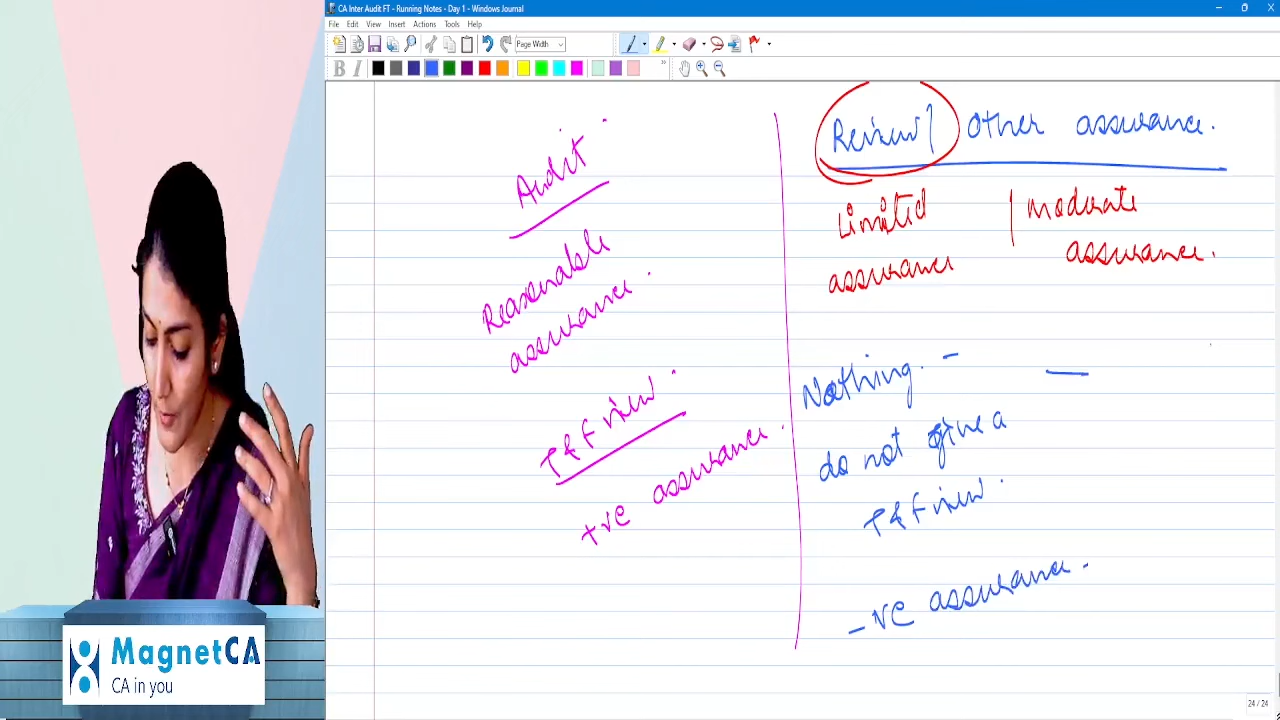 CA Inter Audit FT - Running Notes - Day 1 - Windows Journal
File Edit View Insert Actions Tools Help
Page Width
B I
Audit
Reasonable
assurance.
T & F view.
+ve assurance.
Review| Other assurance.
Limited
assurance
| Moderate
assurance.
Nothing. - —
do not give a
T & F view.
-ve assurance.
24 / 24
MagnetCA
CA in you